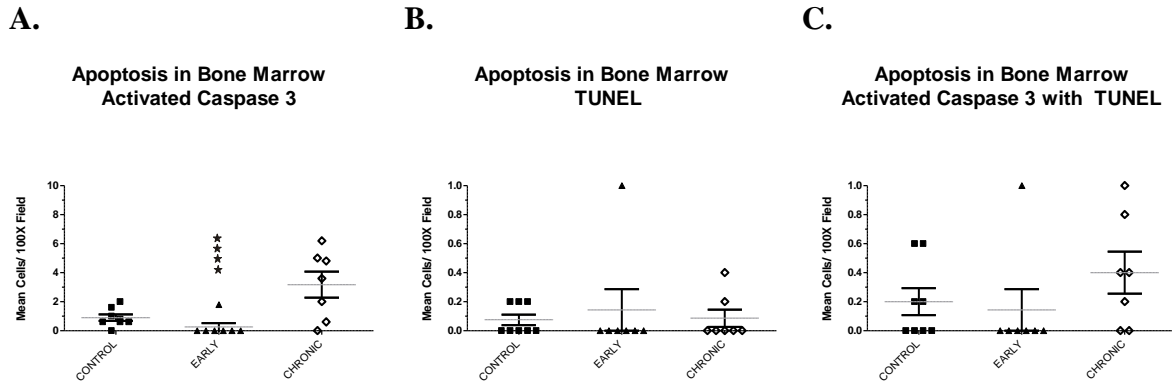 A.
Apoptosis in Bone Marrow
Activated Caspase 3
Mean Cells/ 100X Field
10
8
6
4
2
0
CONTROL
EARLY
CHRONIC
B.
Apoptosis in Bone Marrow
TUNEL
Mean Cells/ 100X Field
1.0
0.8
0.6
0.4
0.2
0.0
CONTROL
EARLY
CHRONIC
C.
Apoptosis in Bone Marrow
Activated Caspase 3 with TUNEL
Mean Cells/ 100X Field
1.0
0.8
0.6
0.4
0.2
0.0
CONTROL
EARLY
CHRONIC